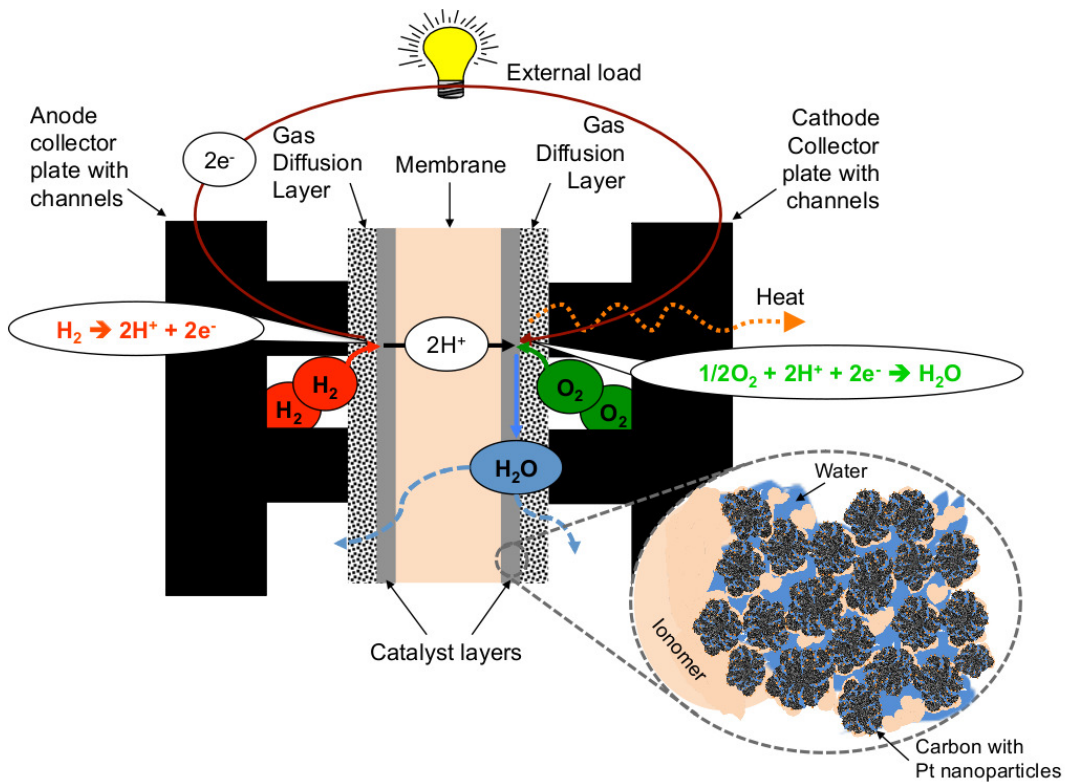 External load
Anode
collector
plate with
channels
2e⁻
Gas
Diffusion
Layer
Membrane
Gas
Diffusion
Layer
Cathode
Collector
plate with
channels
Heat
H₂ ➔ 2H⁺ + 2e⁻
2H⁺
1/2O₂ + 2H⁺ + 2e⁻ ➔ H₂O
H₂
H₂
O₂
O₂
H₂O
Water
Ionomer
Catalyst layers
Carbon with
Pt nanoparticles